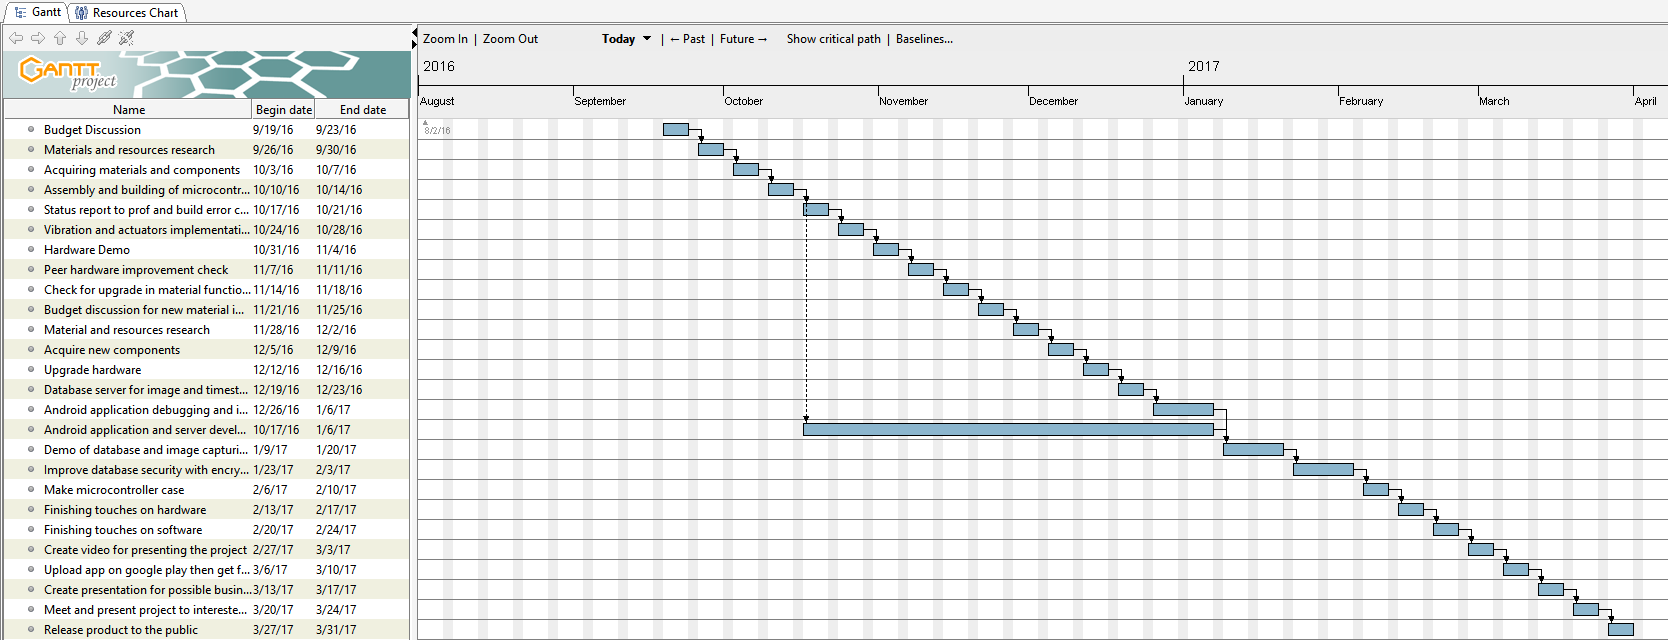 Gantt Resources Chart
Zoom In | Zoom Out Today | ← Past | Future → Show critical path | Baselines...
GANTT project
2016 2017
August September October November December January February March April
8/2/16
Name Begin date End date
Budget Discussion 9/19/16 9/23/16
Materials and resources research 9/26/16 9/30/16
Acquiring materials and components 10/3/16 10/7/16
Assembly and building of microcontr... 10/10/16 10/14/16
Status report to prof and build error c... 10/17/16 10/21/16
Vibration and actuators implementati... 10/24/16 10/28/16
Hardware Demo 10/31/16 11/4/16
Peer hardware improvement check 11/7/16 11/11/16
Check for upgrade in material functio... 11/14/16 11/18/16
Budget discussion for new material i... 11/21/16 11/25/16
Material and resources research 11/28/16 12/2/16
Acquire new components 12/5/16 12/9/16
Upgrade hardware 12/12/16 12/16/16
Database server for image and timest... 12/19/16 12/23/16
Android application debugging and i... 12/26/16 1/6/17
Android application and server devel... 10/17/16 1/6/17
Demo of database and image capturi... 1/9/17 1/20/17
Improve database security with encry... 1/23/17 2/3/17
Make microcontroller case 2/6/17 2/10/17
Finishing touches on hardware 2/13/17 2/17/17
Finishing touches on software 2/20/17 2/24/17
Create video for presenting the project 2/27/17 3/3/17
Upload app on google play then get f... 3/6/17 3/10/17
Create presentation for possible busin... 3/13/17 3/17/17
Meet and present project to intereste... 3/20/17 3/24/17
Release product to the public 3/27/17 3/31/17